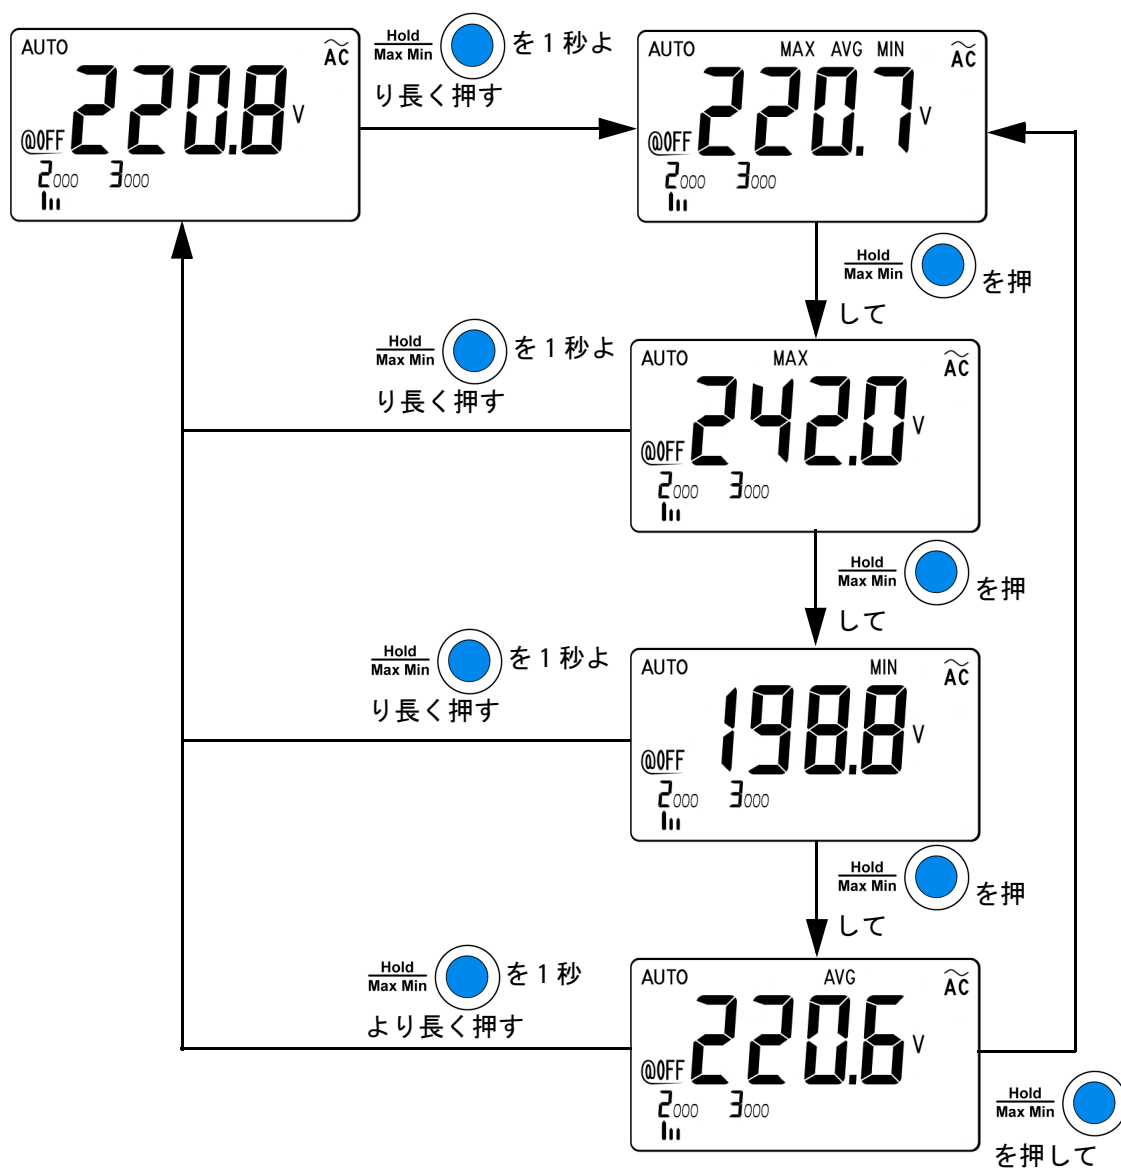 AUTO
AC
220.8 V
@OFF
2000 3000
Hold
Max Min
を1秒よ
り長く押す
AUTO MAX AVG MIN
AC
220.7 V
@OFF
2000 3000
Hold
Max Min
を押
して
Hold
Max Min
を1秒よ
り長く押す
AUTO MAX
AC
242.0 V
@OFF
2000 3000
Hold
Max Min
を押
して
Hold
Max Min
を1秒よ
り長く押す
AUTO MIN
AC
198.8 V
@OFF
2000 3000
Hold
Max Min
を押
して
Hold
Max Min
を1秒
より長く押す
AUTO AVG
AC
220.6 V
@OFF
2000 3000
Hold
Max Min
を押して